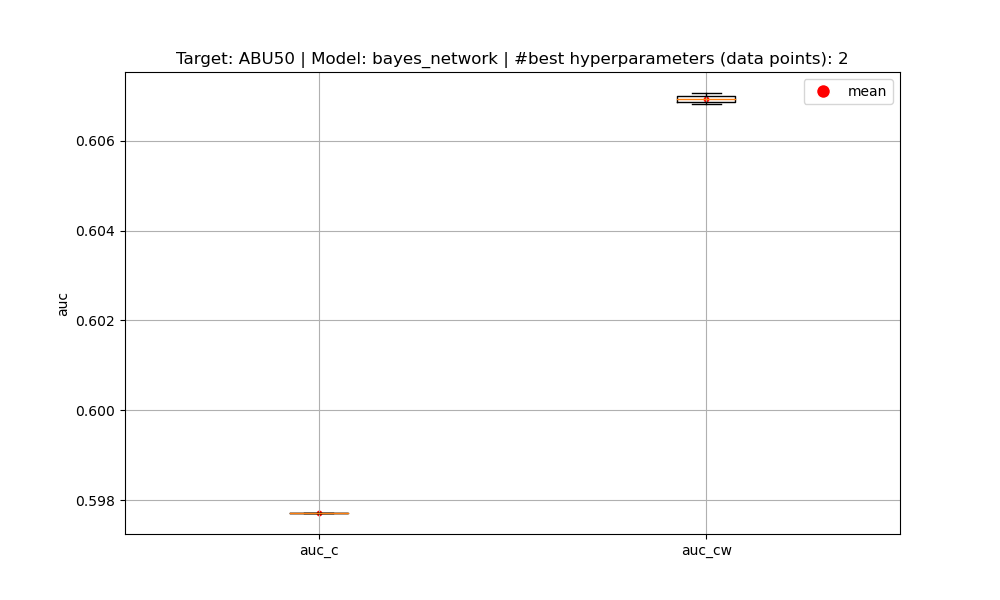 Target: ABU50 | Model: bayes_network | #best hyperparameters (data points): 2
mean
0.606
0.604
0.602
0.600
0.598
auc
auc_c
auc_cw